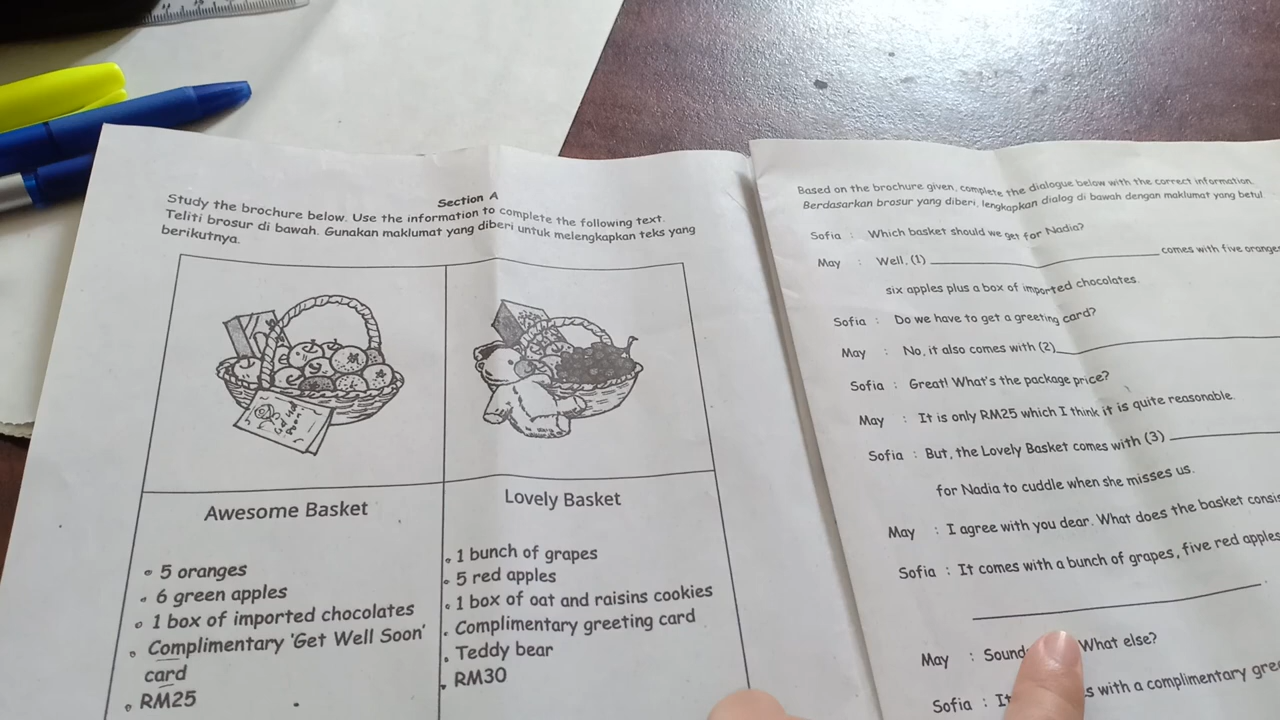 Section A
Study the brochure below. Use the information to complete the following text.
Teliti brosur di bawah. Gunakan maklumat yang diberi untuk melengkapkan teks yang
berikutnya.
Awesome Basket
5 oranges
6 green apples
1 box of imported chocolates
Complimentary 'Get Well Soon'
card
RM25
Lovely Basket
1 bunch of grapes
5 red apples
1 box of oat and raisins cookies
Complimentary greeting card
Teddy bear
RM30
Based on the brochure given, complete the dialogue below with the correct information.
Berdasarkan brosur yang diberi, lengkapkan dialog di bawah dengan maklumat yang betul.
Sofia : Which basket should we get for Nadia?
May : Well, (1) ____________ comes with five oranges
six apples plus a box of imported chocolates.
Sofia : Do we have to get a greeting card?
May : No, it also comes with (2) ____________
Sofia : Great! What's the package price?
May : It is only RM25 which I think it is quite reasonable.
Sofia : But, the Lovely Basket comes with (3) ____________
for Nadia to cuddle when she misses us.
May : I agree with you dear. What does the basket
Sofia : It comes with a bunch of grapes, five red apples
____________.
May : What else?
Sofia : with a complimentary